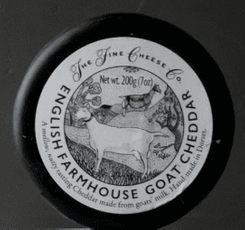 The Fine Cheese Co.
Net wt. 200g (7oz)
ENGLISH FARMHOUSE GOAT CHEDDAR
A mellow, nutty tasting Cheddar made from goats' milk. Hand made in Dorset.